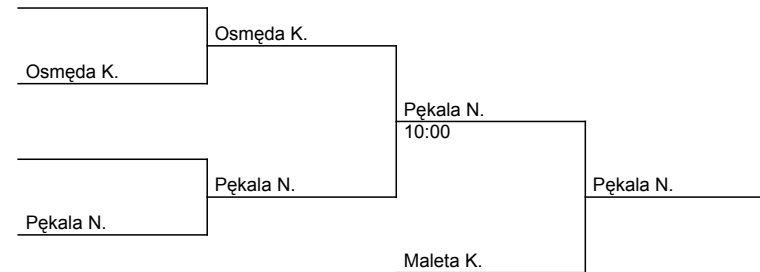 Osmęda K.
Osmęda K.
Pękala N.
10:00
Pękala N.
Pękala N.
Pękala N.
Maleta K.